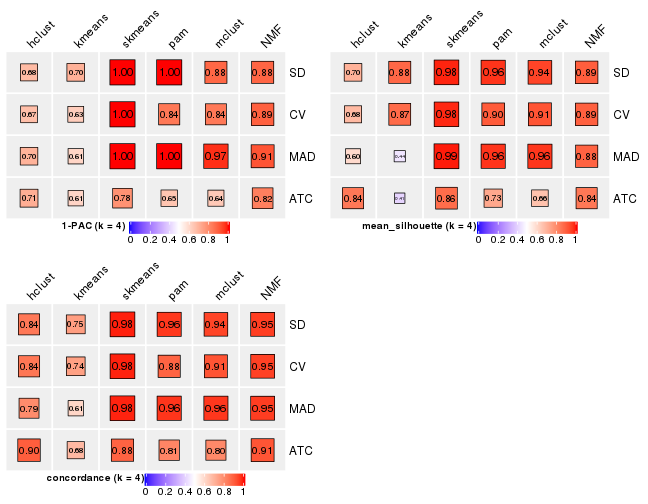 hclust kmeans skmeans pam mclust NMF
0.68 0.70 1.00 1.00 0.88 0.88 SD
0.67 0.63 1.00 0.84 0.84 0.89 CV
0.70 0.61 1.00 1.00 0.97 0.91 MAD
0.71 0.61 0.78 0.65 0.64 0.82 ATC
1-PAC (k = 4)
0 0.2 0.4 0.6 0.8 1
hclust kmeans skmeans pam mclust NMF
0.70 0.88 0.98 0.96 0.94 0.89 SD
0.68 0.87 0.98 0.90 0.91 0.89 CV
0.60 0.44 0.99 0.96 0.96 0.88 MAD
0.84 0.86 0.73 0.66 0.84 ATC
mean_silhouette (k = 4)
0 0.2 0.4 0.6 0.8 1
hclust kmeans skmeans pam mclust NMF
0.84 0.75 0.98 0.96 0.94 0.95 SD
0.84 0.74 0.98 0.88 0.91 0.95 CV
0.79 0.61 0.98 0.96 0.96 0.95 MAD
0.90 0.68 0.88 0.81 0.80 0.91 ATC
concordance (k = 4)
0 0.2 0.4 0.6 0.8 1